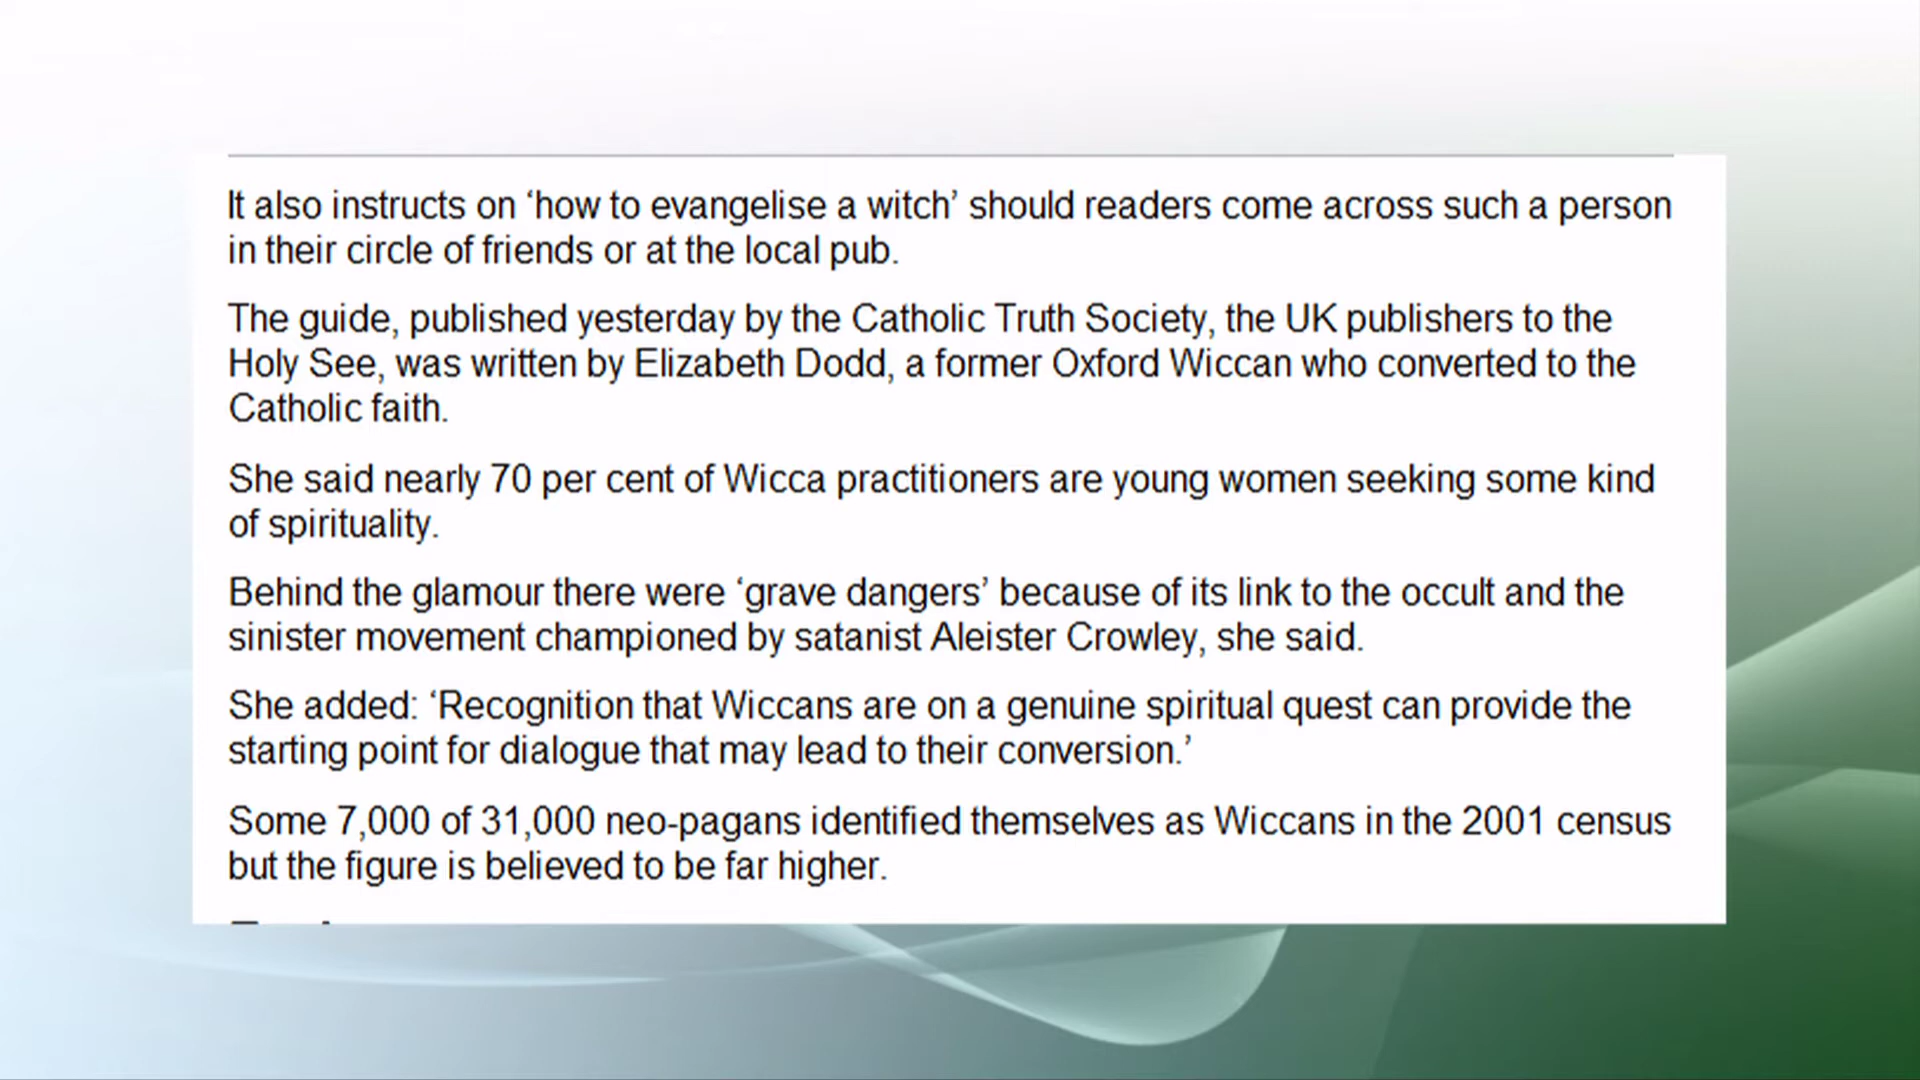 It also instructs on ‘how to evangelise a witch’ should readers come across such a person
in their circle of friends or at the local pub.
The guide, published yesterday by the Catholic Truth Society, the UK publishers to the
Holy See, was written by Elizabeth Dodd, a former Oxford Wiccan who converted to the
Catholic faith.
She said nearly 70 per cent of Wicca practitioners are young women seeking some kind
of spirituality.
Behind the glamour there were ‘grave dangers’ because of its link to the occult and the
sinister movement championed by satanist Aleister Crowley, she said.
She added: ‘Recognition that Wiccans are on a genuine spiritual quest can provide the
starting point for dialogue that may lead to their conversion.’
Some 7,000 of 31,000 neo-pagans identified themselves as Wiccans in the 2001 census
but the figure is believed to be far higher.